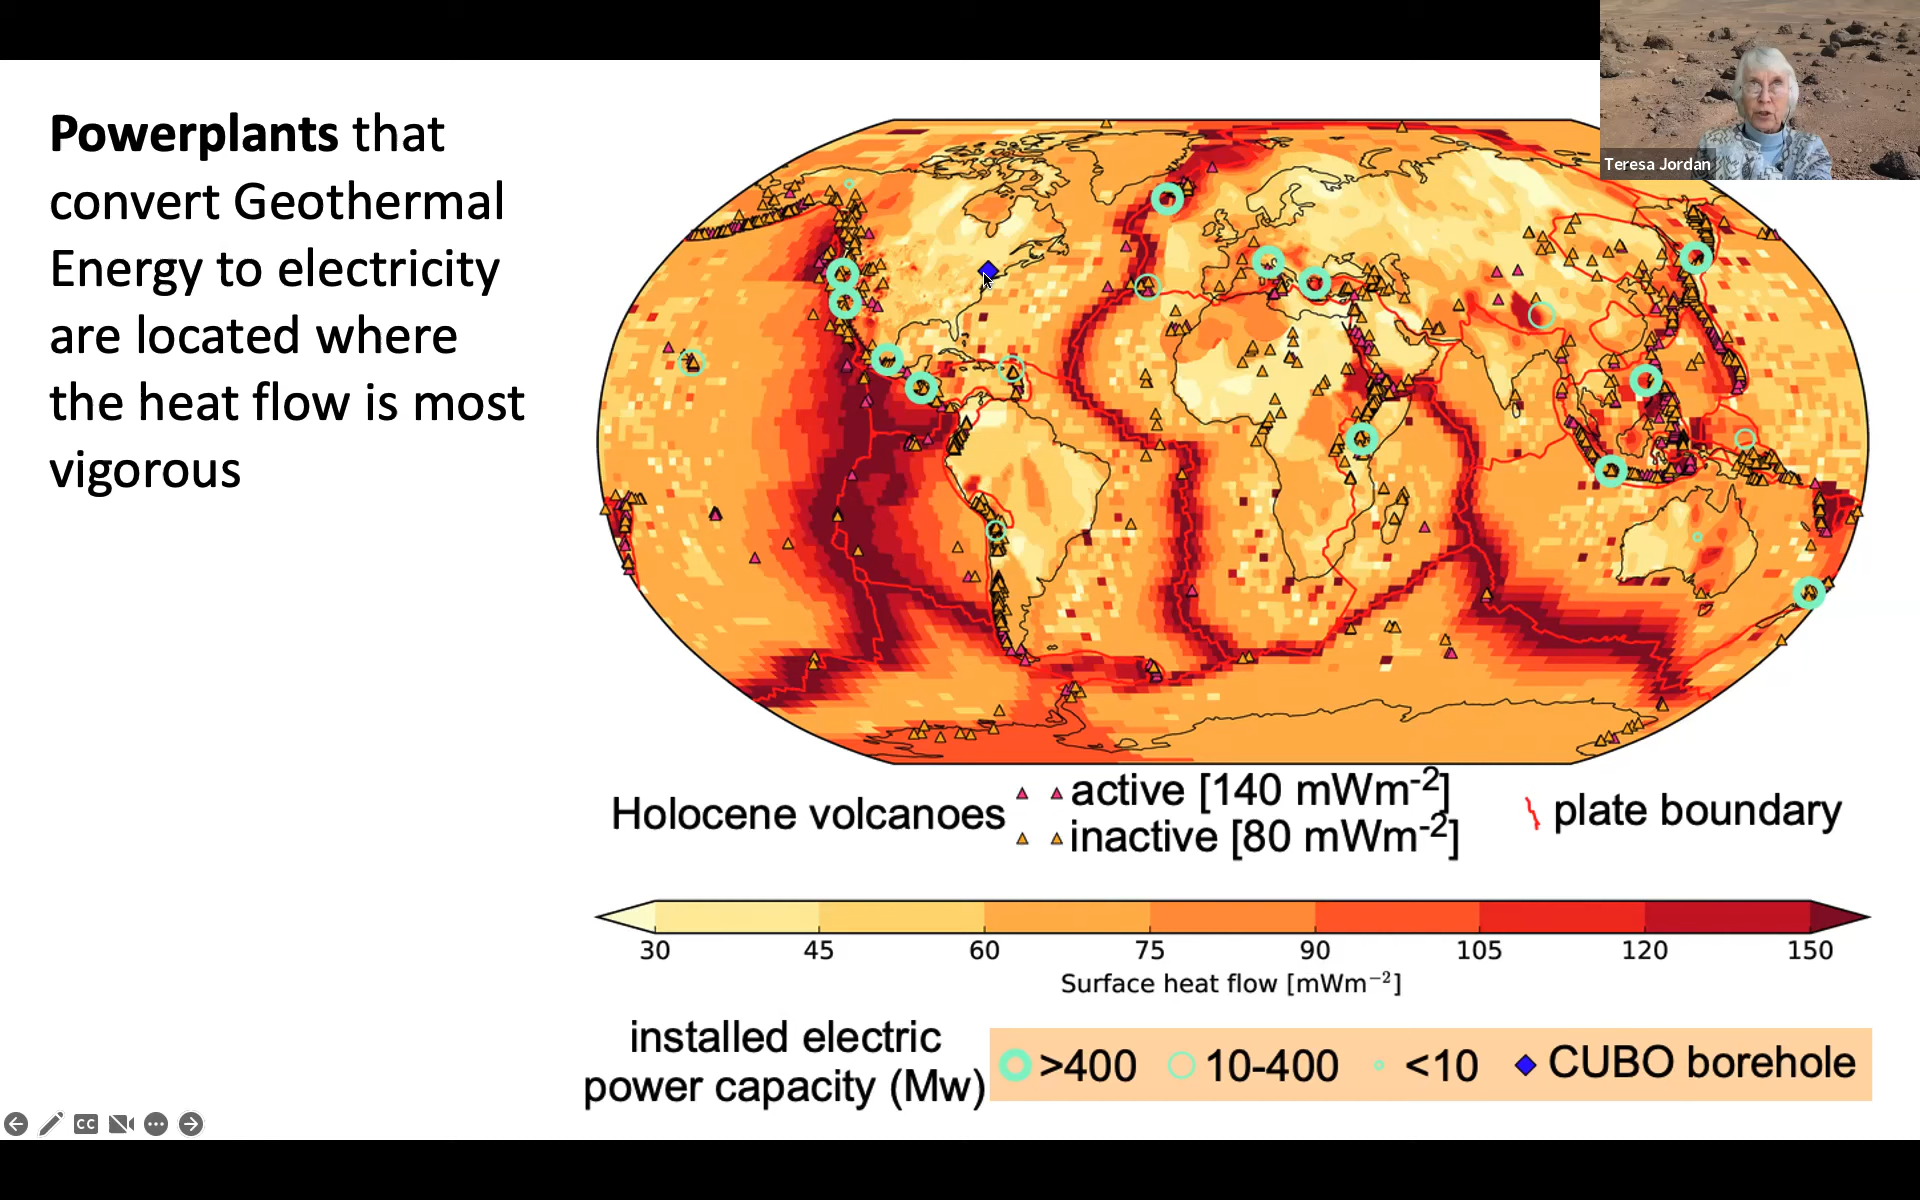 Teresa Jordan
Powerplants that
convert Geothermal
Energy to electricity
are located where
the heat flow is most
vigorous
Holocene volcanoes
active [140 mWm-2]
inactive [80 mWm-2]
plate boundary
30 45 60 75 90 105 120 150
Surface heat flow [mWm−2]
installed electric
power capacity (Mw)
>400 10-400 <10 CUBO borehole
CC